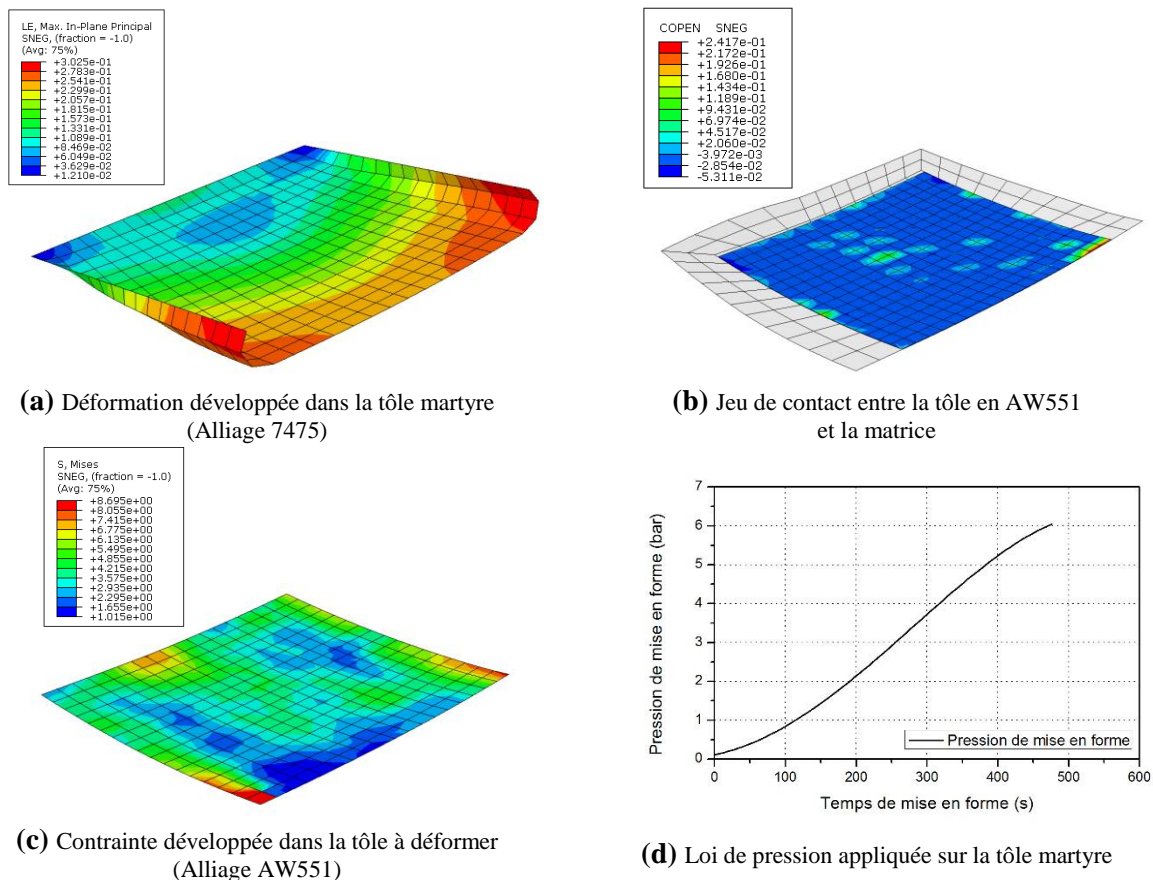 LE, Max. In-Plane Principal
SNEG, (fraction = -1.0)
(Avg: 75%)
+3.025e-01
+2.783e-01
+2.541e-01
+2.299e-01
+2.057e-01
+1.815e-01
+1.573e-01
+1.331e-01
+1.089e-01
+8.469e-02
+6.049e-02
+3.629e-02
+1.210e-02
(a) Déformation développée dans la tôle martyre
(Alliage 7475)
COPEN SNEG
+2.417e-01
+2.172e-01
+1.926e-01
+1.680e-01
+1.434e-01
+1.189e-01
+9.431e-02
+6.974e-02
+4.517e-02
+2.060e-02
-3.972e-03
-2.854e-02
-5.311e-02
(b) Jeu de contact entre la tôle en AW551
et la matrice
S, Mises
SNEG, (fraction = -1.0)
(Avg: 75%)
+8.695e+00
+8.055e+00
+7.415e+00
+6.775e+00
+6.135e+00
+5.495e+00
+4.855e+00
+4.215e+00
+3.575e+00
+2.935e+00
+2.295e+00
+1.655e+00
+1.015e+00
(c) Contrainte développée dans la tôle à déformer
(Alliage AW551)
Pression de mise en forme (bar)
7
6
5
4
3
2
1
0
Pression de mise en forme
0 100 200 300 400 500 600
Temps de mise en forme (s)
(d) Loi de pression appliquée sur la tôle martyre